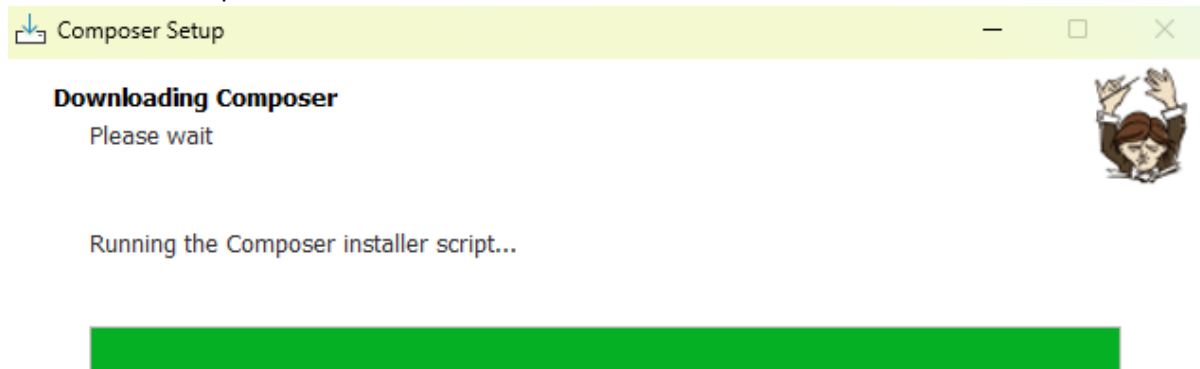 Composer Setup
Downloading Composer
Please wait
Running the Composer installer script...